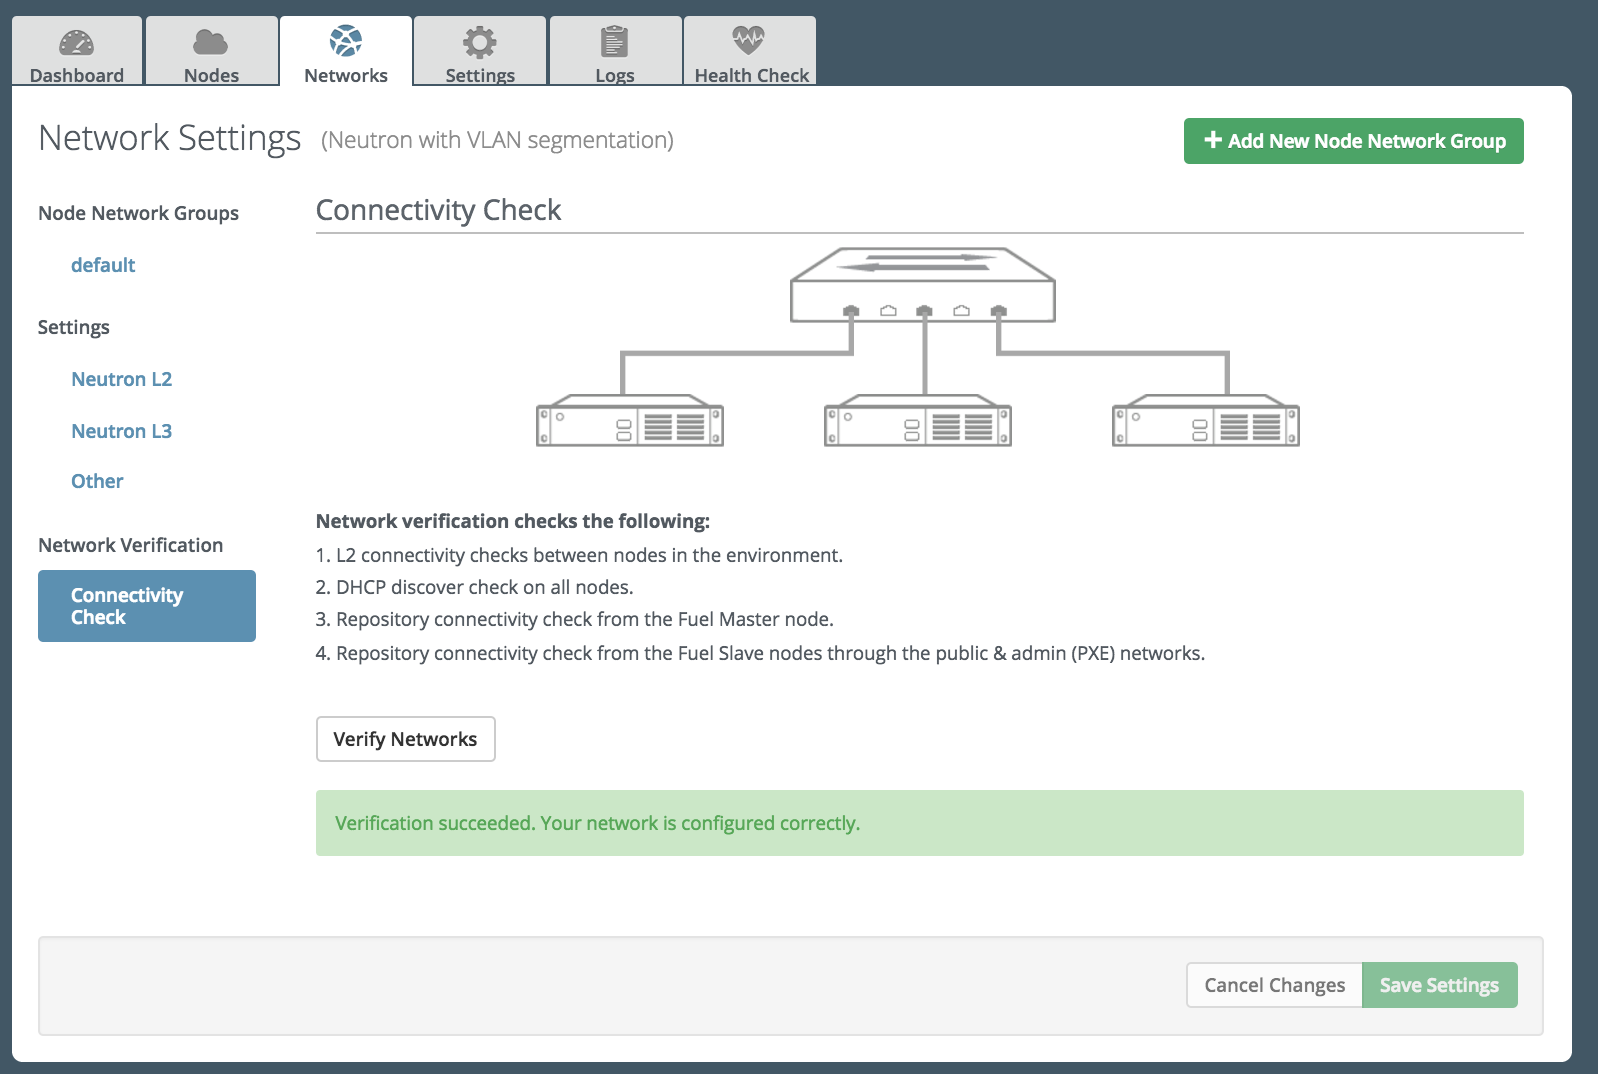 Dashboard
Nodes
Networks
Settings
Logs
Health Check
Network Settings (Neutron with VLAN segmentation)
+ Add New Node Network Group
Node Network Groups
default
Settings
Neutron L2
Neutron L3
Other
Network Verification
Connectivity
Check
Connectivity Check
Network verification checks the following:
1. L2 connectivity checks between nodes in the environment.
2. DHCP discover check on all nodes.
3. Repository connectivity check from the Fuel Master node.
4. Repository connectivity check from the Fuel Slave nodes through the public & admin (PXE) networks.
Verify Networks
Verification succeeded. Your network is configured correctly.
Cancel Changes
Save Settings